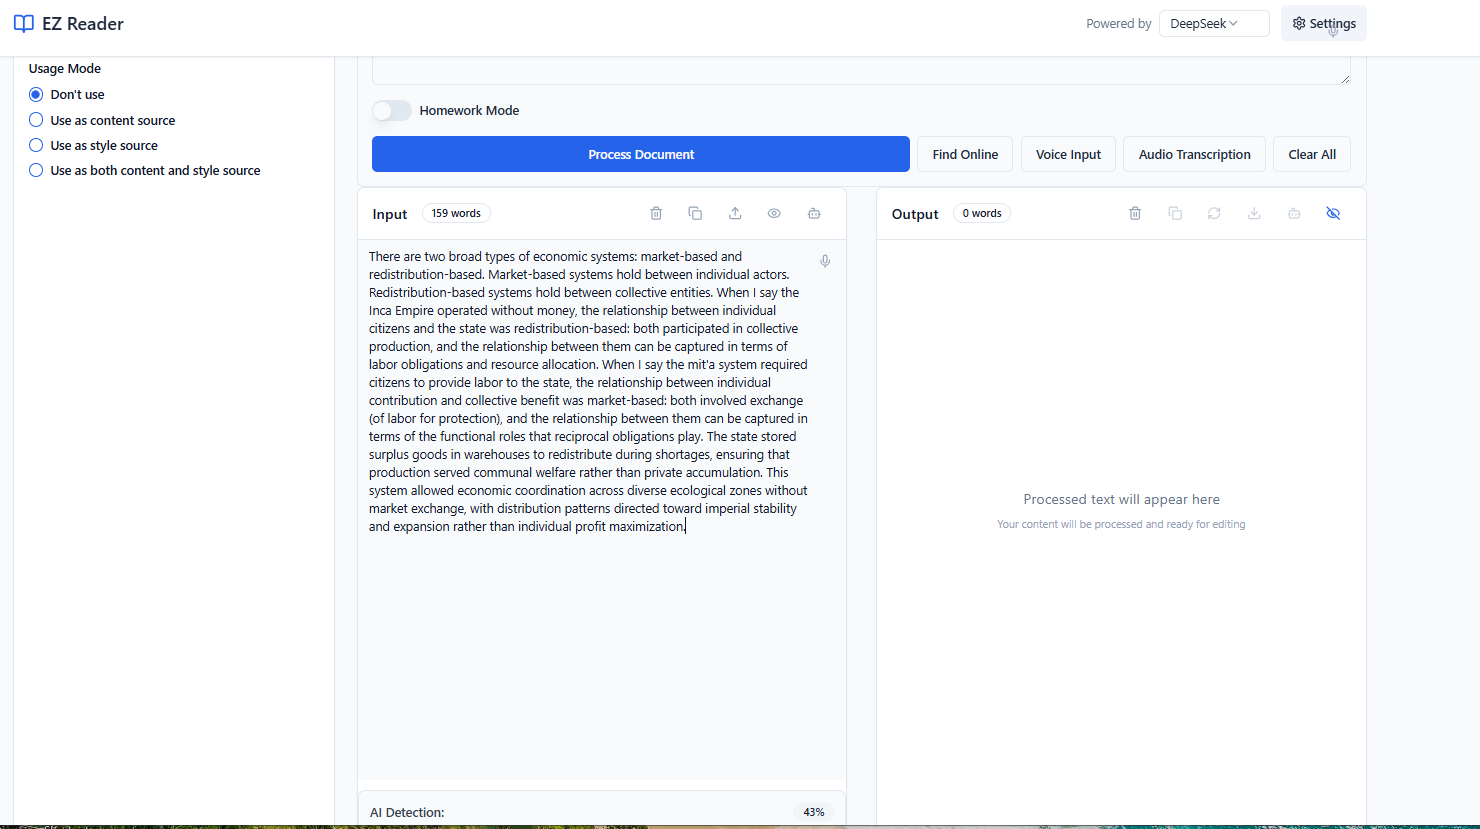 EZ Reader
Powered by DeepSeek Settings
Usage Mode
Don't use
Use as content source
Use as style source
Use as both content and style source
Homework Mode
Process Document Find Online Voice Input Audio Transcription Clear All
Input 159 words
There are two broad types of economic systems: market-based and
redistribution-based. Market-based systems hold between individual actors.
Redistribution-based systems hold between collective entities. When I say the
Inca Empire operated without money, the relationship between individual
citizens and the state was redistribution-based: both participated in collective
production, and the relationship between them can be captured in terms of
labor obligations and resource allocation. When I say the mit'a system required
citizens to provide labor to the state, the relationship between individual
contribution and collective benefit was market-based: both involved exchange
(of labor for protection), and the relationship between them can be captured in
terms of the functional roles that reciprocal obligations play. The state stored
surplus goods in warehouses to redistribute during shortages, ensuring that
production served communal welfare rather than private accumulation. This
system allowed economic coordination across diverse ecological zones without
market exchange, with distribution patterns directed toward imperial stability
and expansion rather than individual profit maximization.
AI Detection: 43%
Output 0 words
Processed text will appear here
Your content will be processed and ready for editing